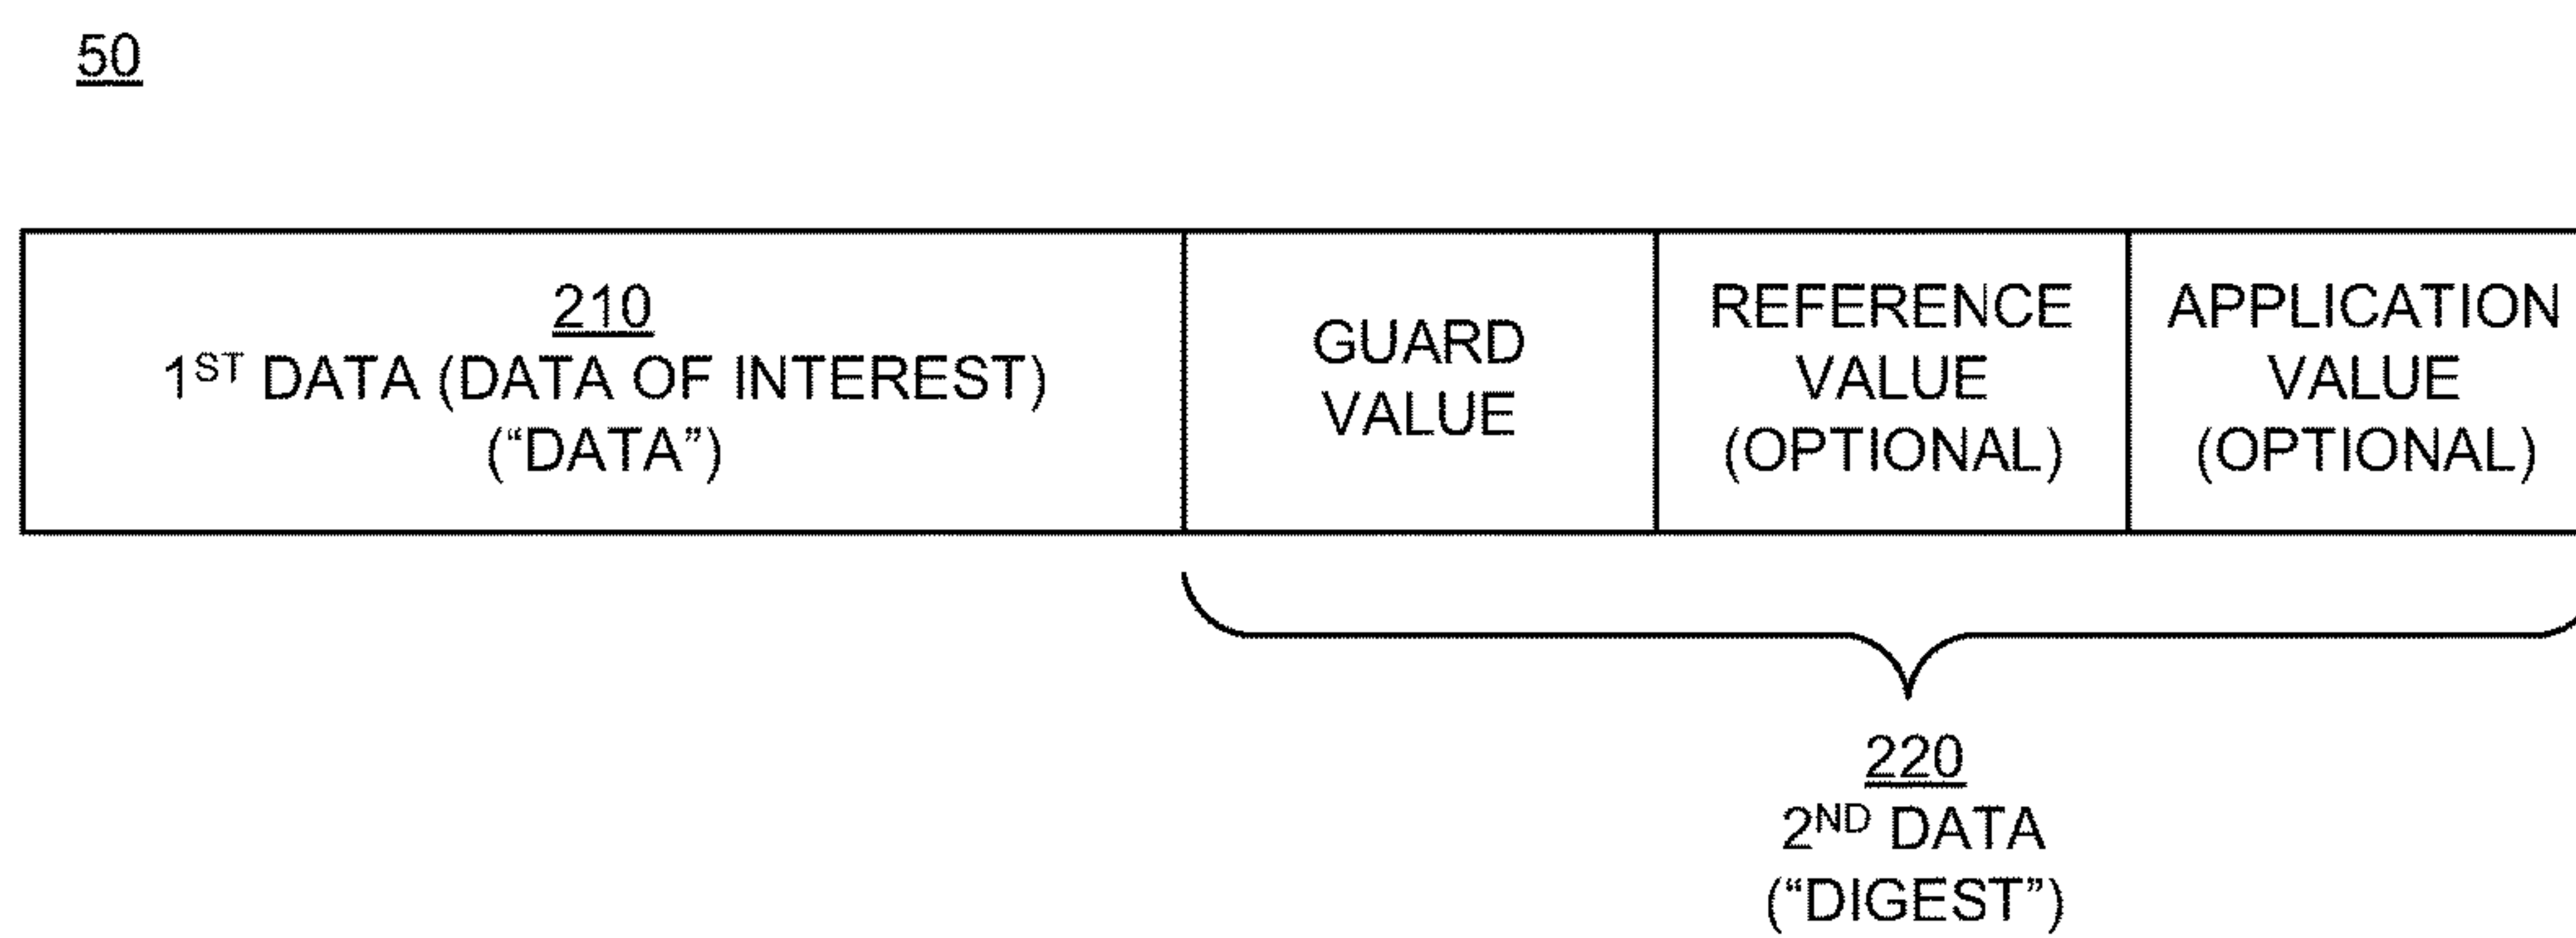 50
210
1ST DATA (DATA OF INTEREST)
(“DATA”)
GUARD
VALUE
REFERENCE
VALUE
(OPTIONAL)
APPLICATION
VALUE
(OPTIONAL)
220
2ND DATA
(“DIGEST”)